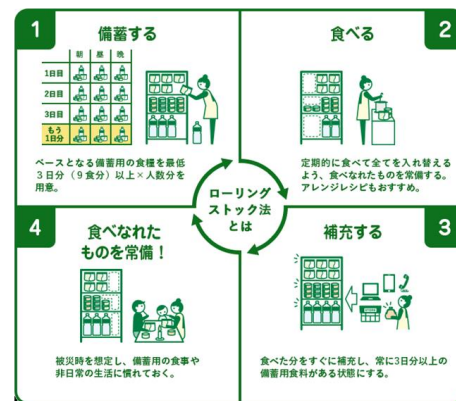 1
備蓄する
朝 昼 晩
1日目
2日目
3日目
もう
1日分
ベースとなる備蓄用の食糧を最低
3日分(9食分)以上×人数分を
用意。
2
食べる
定期的に食べて全てを入れ替える
よう、食べなれたものを常備する。
アレンジレシピもおすすめ。
ローリング
ストック法
とは
4
食べなれた
ものを常備!
被災時を想定し、備蓄用の食事や
非日常の生活に慣れておく。
3
補充する
食べた分をすぐに補充し、常に3日分以上の
備蓄用食料がある状態にする。